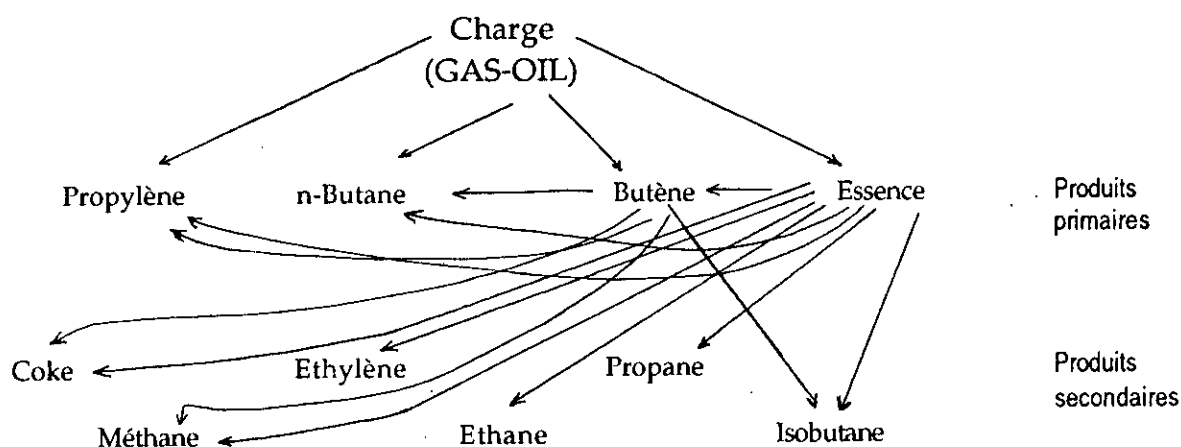 Charge
(GAS-OIL)
Propylène
n-Butane
Butène
Essence
Produits
primaires
Coke
Ethylène
Propane
Produits
secondaires
Méthane
Ethane
Isobutane